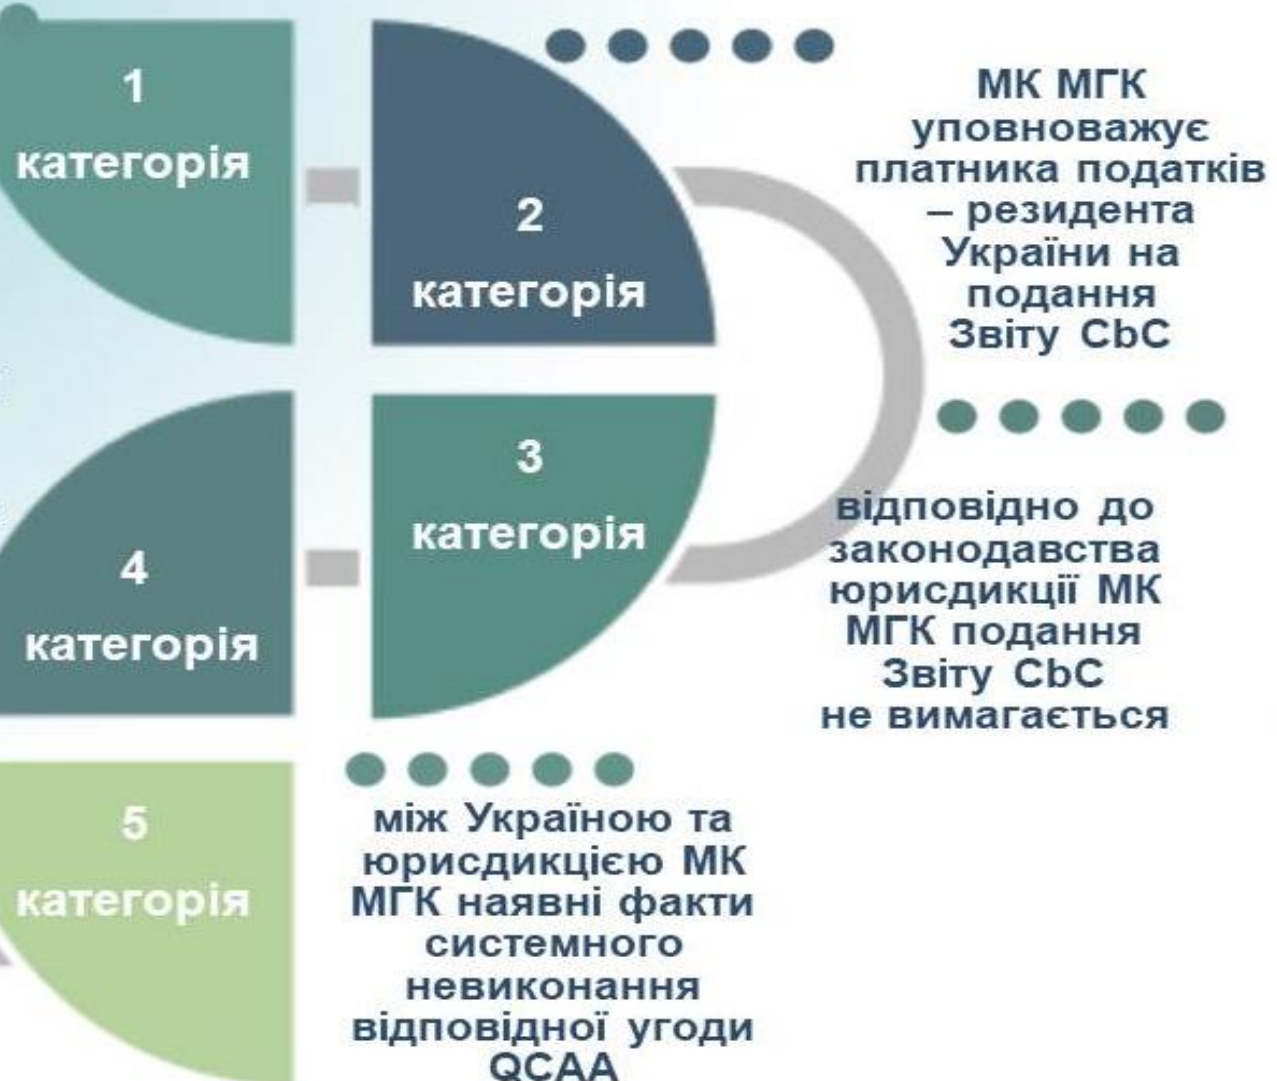 1
категорія
2
категорія
МК МГК
уповноважує
платника податків
– резидента
України на
подання
Звіту CbC
4
категорія
3
категорія
відповідно до
законодавства
юрисдикції МК
МГК подання
Звіту CbC
не вимагається
5
категорія
між Україною та
юрисдикцією МК
МГК наявні факти
системного
невиконання
відповідної угоди
QCAA